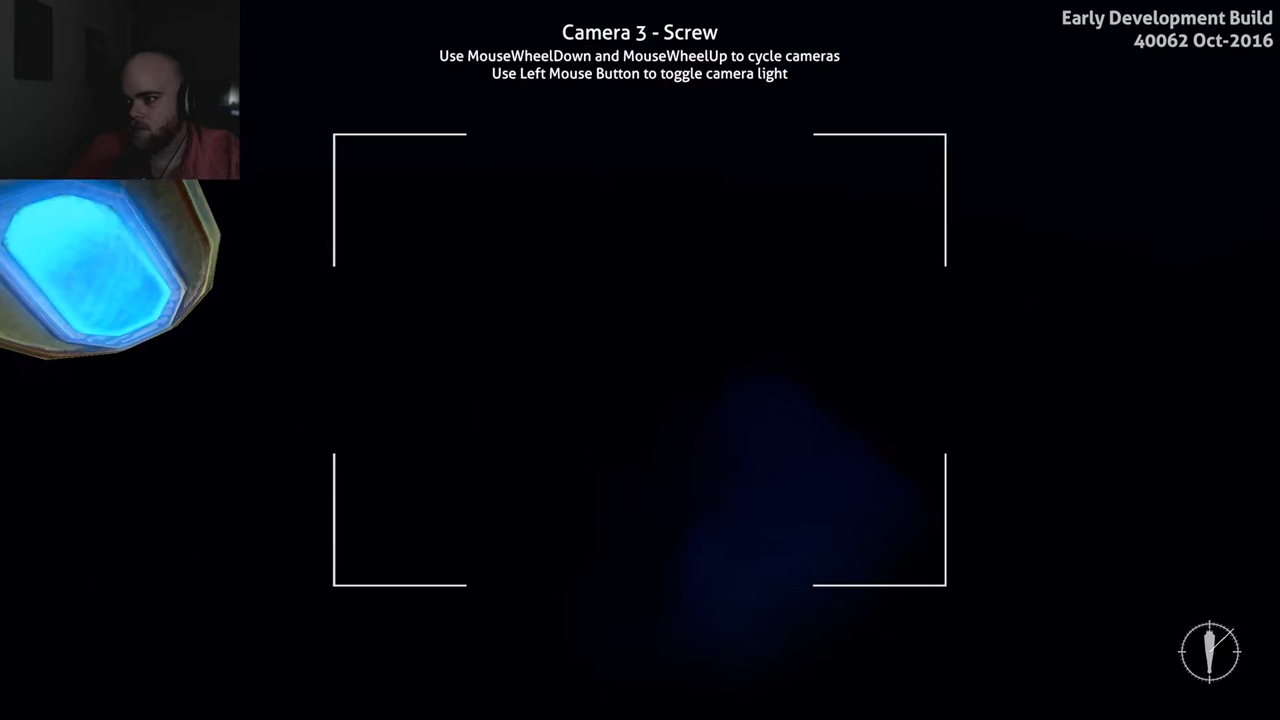 Camera 3 - Screw
Use MouseWheelDown and MouseWheelUp to cycle cameras
Use Left Mouse Button to toggle camera light
Early Development Build
40062 Oct-2016